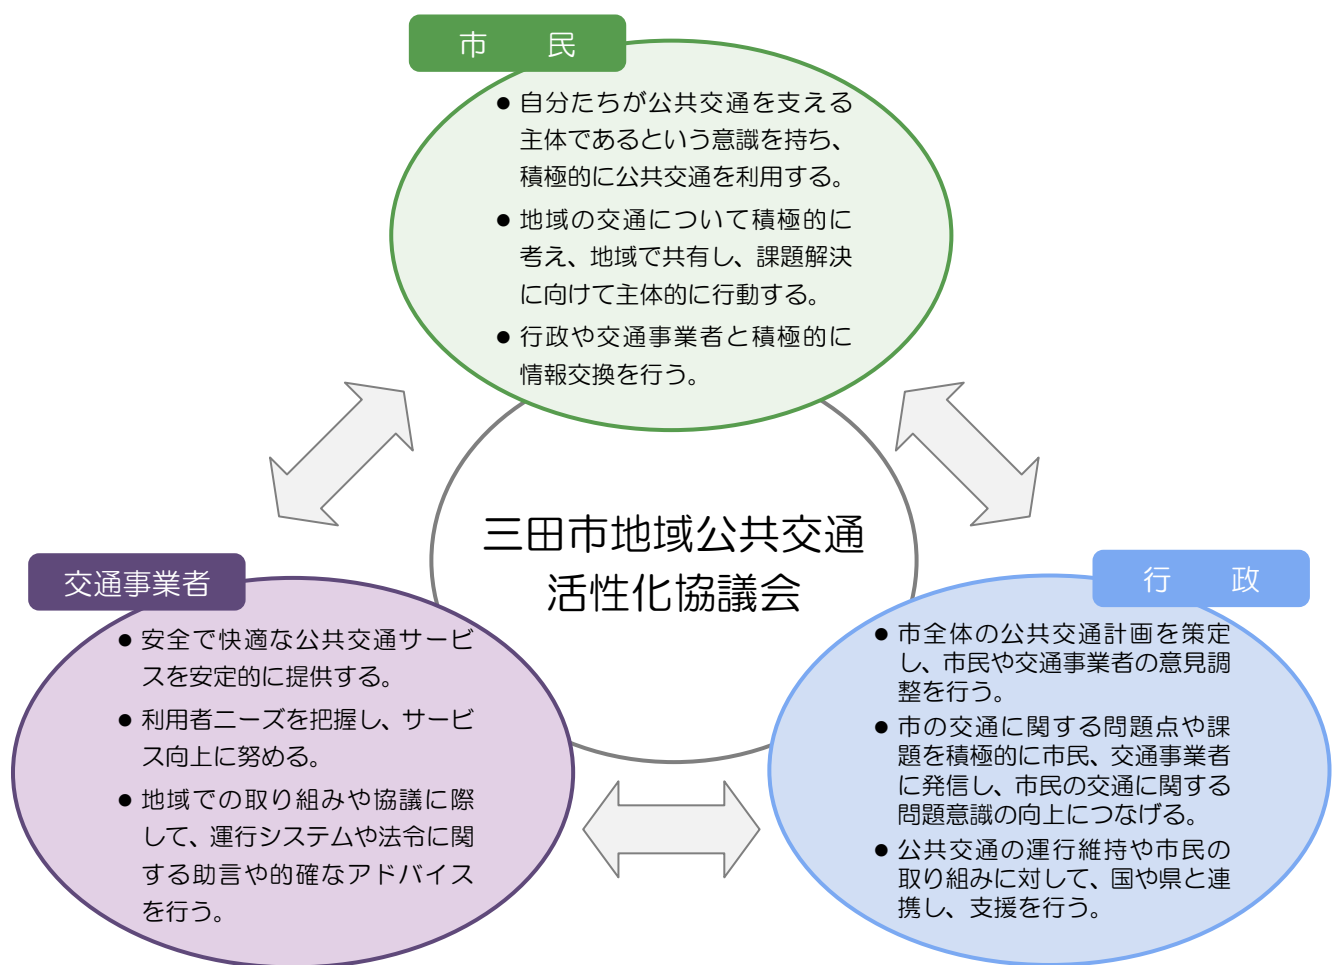 市　民
● 自分たちが公共交通を支える
主体であるという意識を持ち、
積極的に公共交通を利用する。
● 地域の交通について積極的に
考え、地域で共有し、課題解決
に向けて主体的に行動する。
● 行政や交通事業者と積極的に
情報交換を行う。
三田市地域公共交通
活性化協議会
交通事業者
● 安全で快適な公共交通サービ
スを安定的に提供する。
● 利用者ニーズを把握し、サービ
ス向上に努める。
● 地域での取り組みや協議に際
して、運行システムや法令に関
する助言や的確なアドバイス
を行う。
行　政
● 市全体の公共交通計画を策定
し、市民や交通事業者の意見調
整を行う。
● 市の交通に関する問題点や課
題を積極的に市民、交通事業者
に発信し、市民の交通に関する
問題意識の向上につなげる。
● 公共交通の運行維持や市民の
取り組みに対して、国や県と連
携し、支援を行う。